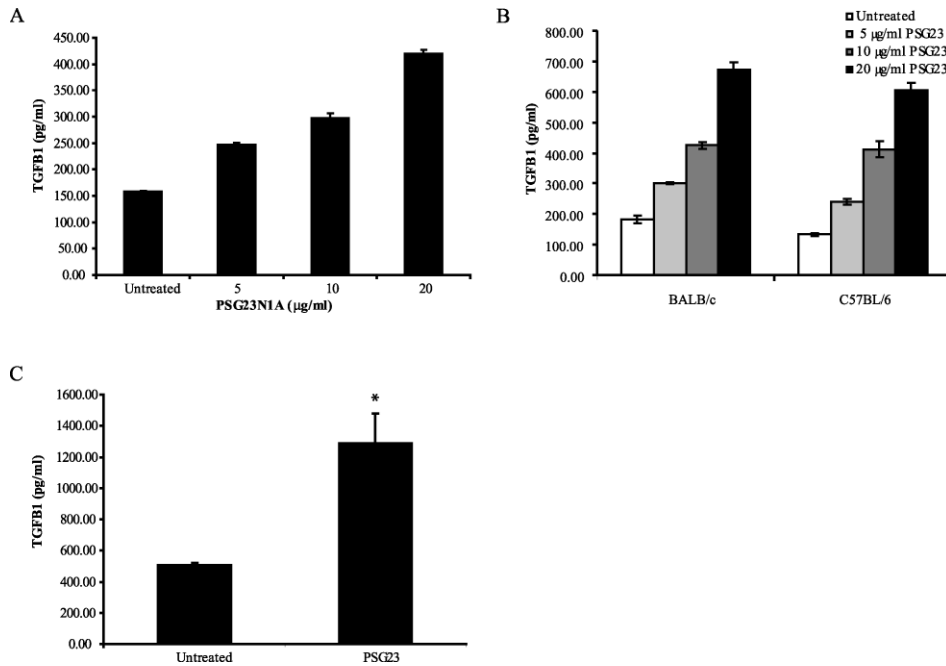 A
TGFB1 (pg/ml)
450.00
400.00
350.00
300.00
250.00
200.00
150.00
100.00
50.00
0.00
Untreated 5 10 20
PSG23N1A (μg/ml)
B
Untreated
5 μg/ml PSG23
10 μg/ml PSG23
20 μg/ml PSG23
TGFB1 (pg/ml)
800.00
700.00
600.00
500.00
400.00
300.00
200.00
100.00
0.00
BALB/c C57BL/6
C
TGFB1 (pg/ml)
1600.00
1400.00
1200.00
1000.00
800.00
600.00
400.00
200.00
0.00
*
Untreated PSG23